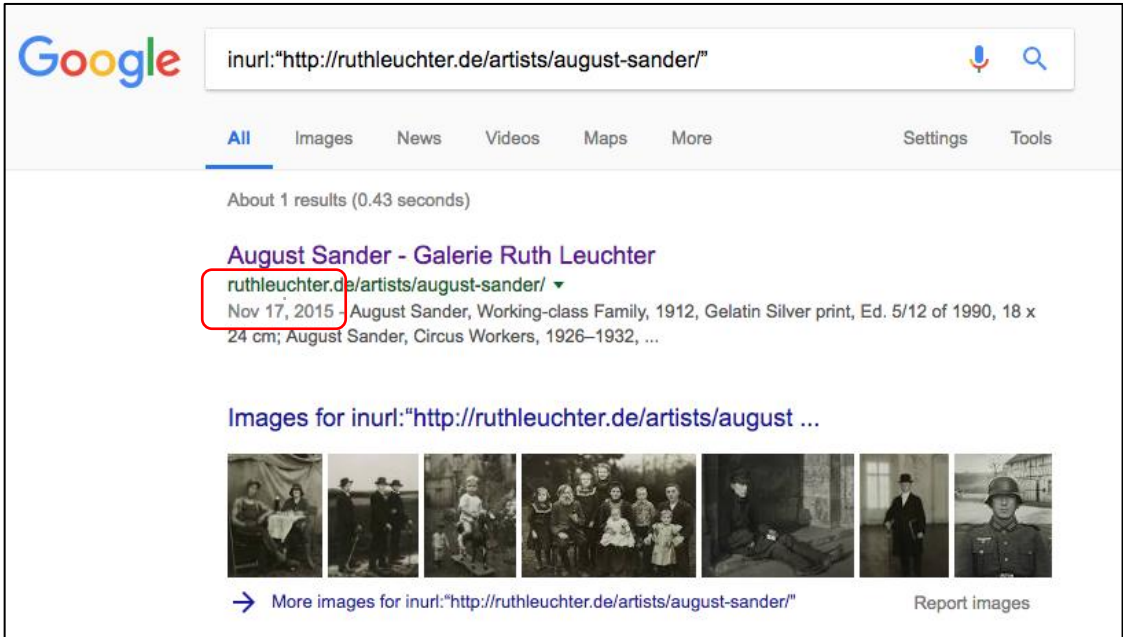 Google
inurl:“http://ruthleuchter.de/artists/august-sander/”
All Images News Videos Maps More Settings Tools
About 1 results (0.43 seconds)
August Sander - Galerie Ruth Leuchter
ruthleuchter.de/artists/august-sander/
Nov 17, 2015 - August Sander, Working-class Family, 1912, Gelatin Silver print, Ed. 5/12 of 1990, 18 x
24 cm; August Sander, Circus Workers, 1926–1932, ...
Images for inurl:“http://ruthleuchter.de/artists/august ...
More images for inurl:“http://ruthleuchter.de/artists/august-sander/" Report images